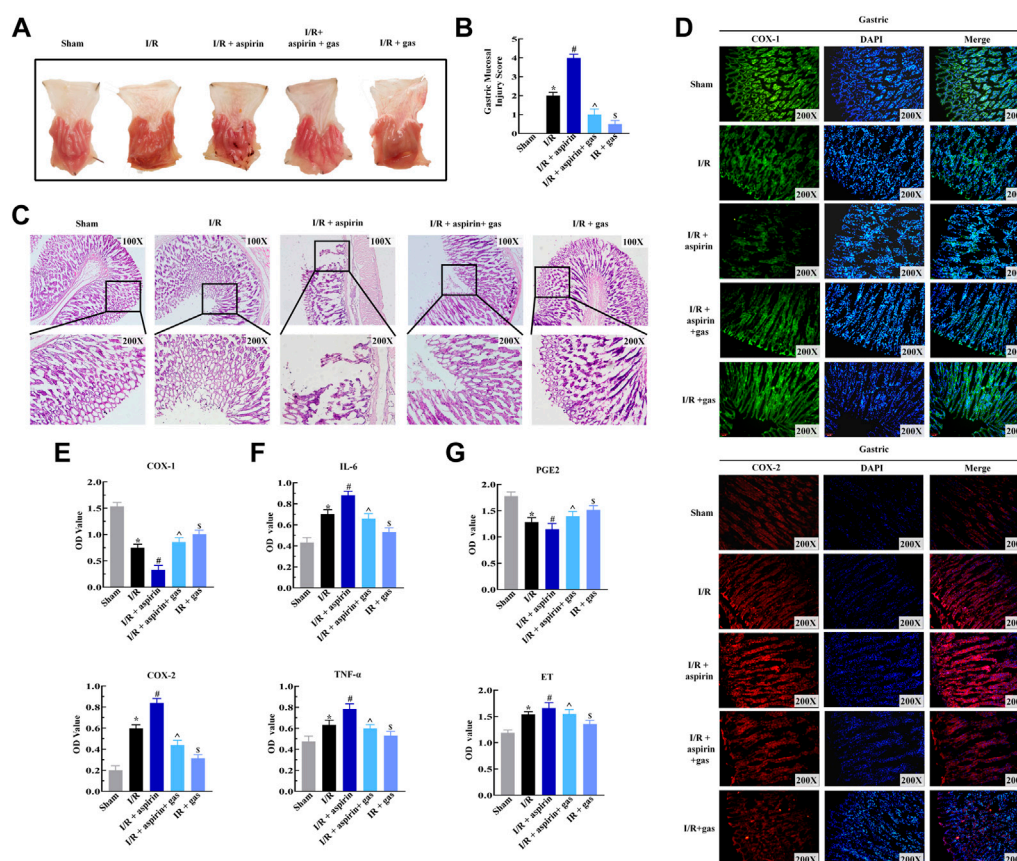 A
Sham
I/R
I/R + aspirin
I/R+
aspirin + gas
I/R + gas
B
Gastric Mucosal
Injury Score
5
4
3
2
1
*
#
^
$
Sham
I/R
I/R + aspirin
I/R + aspirin+ gas
IR + gas
C
Sham
I/R
I/R + aspirin
I/R + aspirin+ gas
I/R + gas
100X
100X
100X
100X
100X
200X
200X
200X
200X
200X
D
Gastric
COX-1
DAPI
Merge
Sham
200X
200X
200
I/R
200X
200X
200
I/R +
aspirin
200X
200X
200
I/R +
aspirin
+gas
200X
200X
200
I/R +gas
200X
200X
200
Gastric
COX-2
DAPI
Merge
Sham
200X
200X
200
I/R
200X
200X
200
I/R +
aspirin
200X
200X
200
I/R +
aspirin
+gas
200X
200X
200
I/R+gas
200X
200X
200
E
COX-1
OD Value
2.0
1.5
1.0
0.5
0.0
*
#
^
$
Sham
I/R
I/R + aspirin
I/R + aspirin+ gas
IR + gas
F
IL-6
OD value
1.0
0.8
0.6
0.4
0.2
0.0
*
#
^
$
Sham
I/R
I/R + aspirin
I/R + aspirin+ gas
IR + gas
G
PGE2
OD value
2.0
1.5
1.0
0.5
0.0
*
#
^
$
Sham
I/R
I/R + aspirin
I/R + aspirin+ gas
IR + gas
COX-2
OD value
1.0
0.8
0.6
0.4
0.2
0.0
*
#
^
$
Sham
I/R
I/R + aspirin
I/R + aspirin+ gas
IR + gas
TNF-α
OD value
1.0
0.8
0.6
0.4
0.2
0.0
*
#
^
$
Sham
I/R
I/R + aspirin
I/R + aspirin+ gas
IR + gas
ET
OD value
2.0
1.5
1.0
0.5
0.0
*
#
^
$
Sham
I/R
I/R + aspirin
I/R + aspirin+ gas
IR + gas